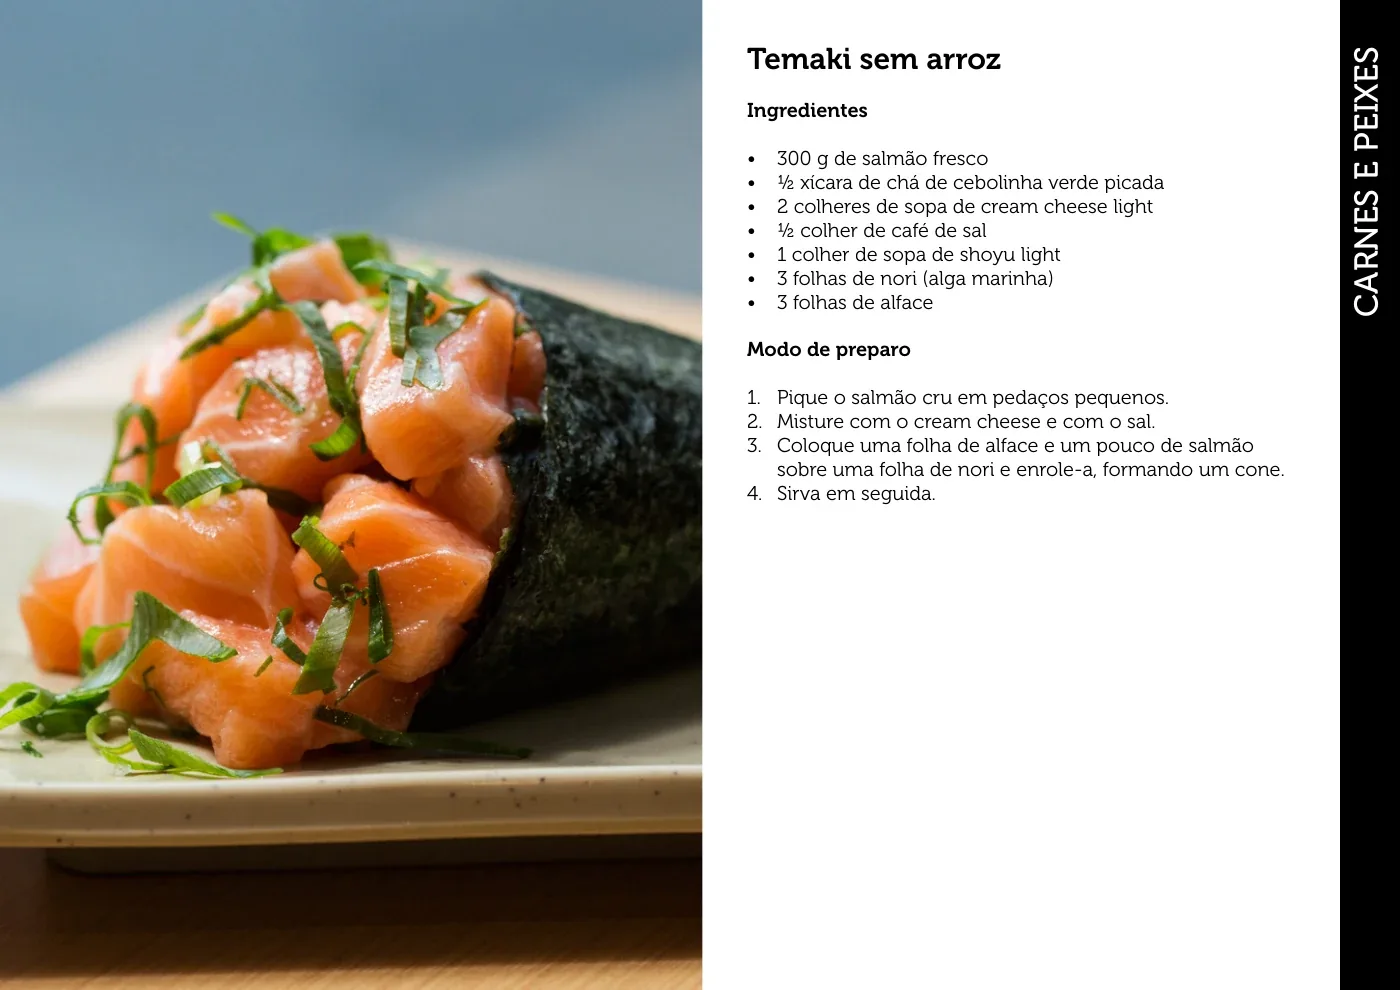 Temaki sem arroz
Ingredientes
• 300 g de salmão fresco
• ½ xícara de chá de cebolinha verde picada
• 2 colheres de sopa de cream cheese light
• ½ colher de café de sal
• 1 colher de sopa de shoyu light
• 3 folhas de nori (alga marinha)
• 3 folhas de alface
Modo de preparo
1. Pique o salmão cru em pedaços pequenos.
2. Misture com o cream cheese e com o sal.
3. Coloque uma folha de alface e um pouco de salmão
sobre uma folha de nori e enrole-a, formando um cone.
4. Sirva em seguida.
CARNES E PEIXES